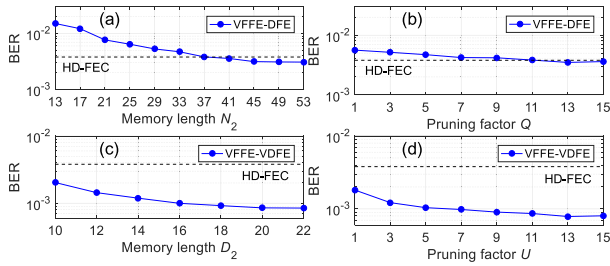 (a)
VFFE-DFE
BER
10^-2
HD-FEC
10^-3
13 17 21 25 29 33 37 41 45 49 53
Memory length N_2
(b)
VFFE-DFE
BER
10^-2
HD-FEC
10^-3
1 3 5 7 9 11 13 15
Pruning factor Q
(c)
VFFE-VDFE
BER
10^-2
HD-FEC
10^-3
10 12 14 16 18 20 22
Memory length D_2
(d)
VFFE-VDFE
BER
10^-2
HD-FEC
10^-3
1 3 5 7 9 11 13 15
Pruning factor U